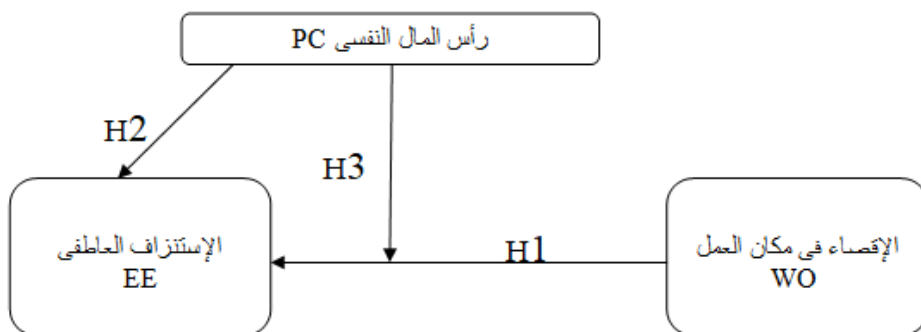 رأس المال النفسى PC
H2
H3
الإقصاء فى مكان العمل
WO
H1
الإستنزاف العاطفى
EE